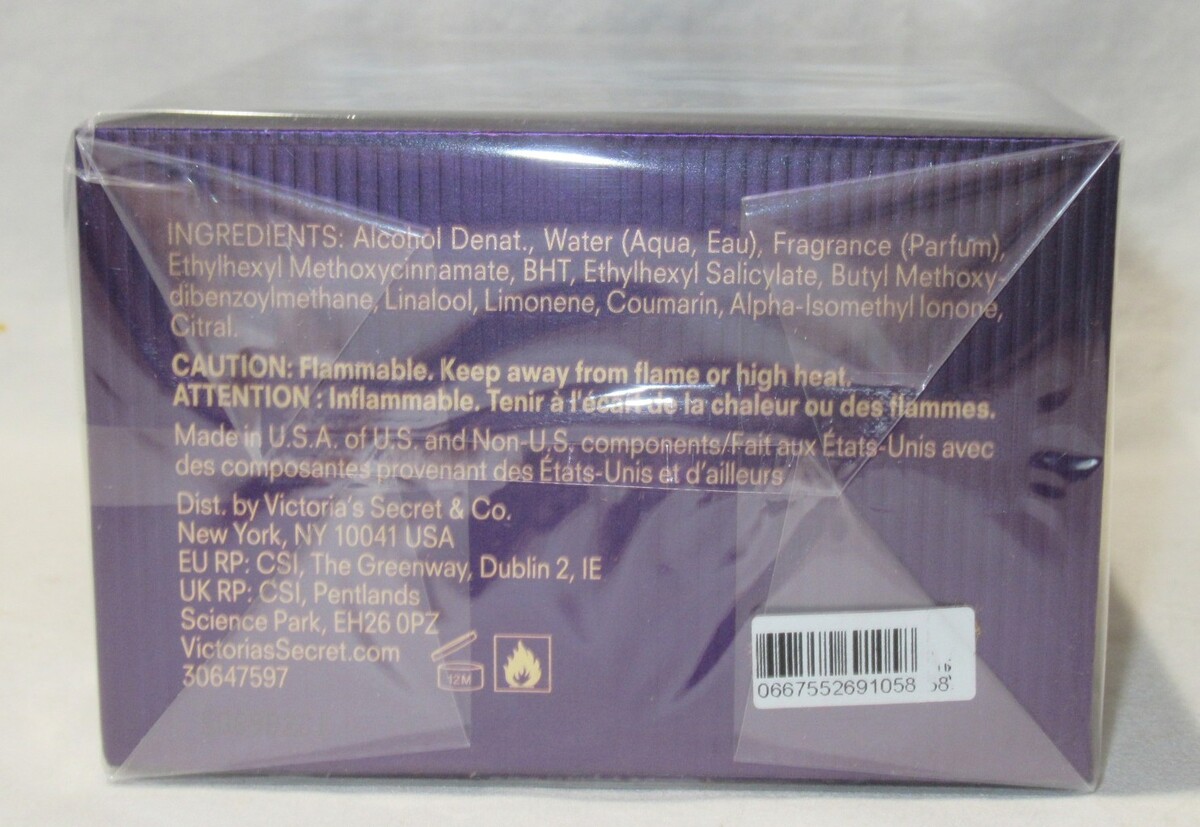 INGREDIENTS: Alcohol Denat., Water (Aqua, Eau), Fragrance (Parfum),
Ethylhexyl Methoxycinnamate, BHT, Ethylhexyl Salicylate, Butyl Methoxy-
dibenzoylmethane, Linalool, Limonene, Coumarin, Alpha-Isomethyl Ionone,
Citral.
CAUTION: Flammable. Keep away from flame or high heat.
ATTENTION : Inflammable. Tenir à l'écart de la chaleur ou des flammes.
Made in U.S.A. of U.S. and Non-U.S. components/Fait aux États-Unis avec
des composantes provenant des États-Unis et d'ailleurs
Dist. by Victoria's Secret & Co.
New York, NY 10041 USA
EU RP: CSI, The Greenway, Dublin 2, IE
UK RP: CSI, Pentlands
Science Park, EH26 0PZ
VictoriasSecret.com
30647597
12M
0667552691058